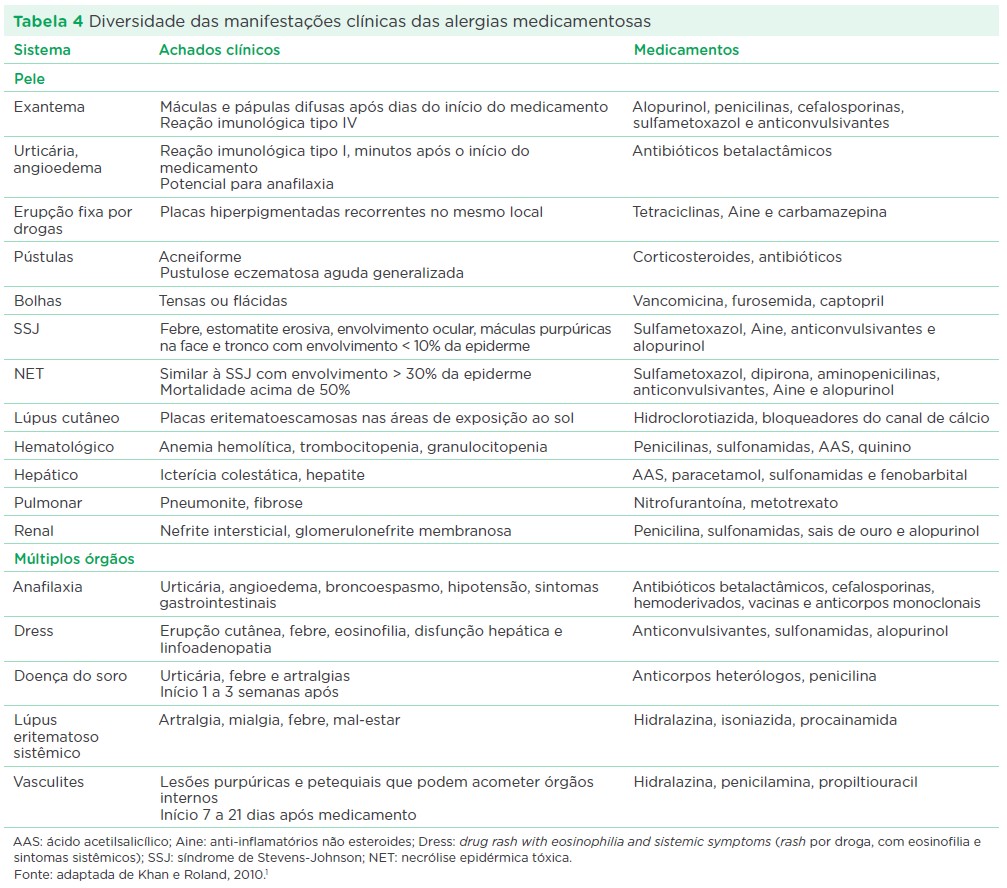 Tabela 4 Diversidade das manifestações clínicas das alergias medicamentosas
Sistema Achados clínicos Medicamentos
Pele
Exantema Máculas e pápulas difusas após dias do início do medicamento Alopurinol, penicilinas, cefalosporinas,
Reação imunológica tipo IV sulfametoxazol e anticonvulsivantes
Urticária, Reação imunológica tipo I, minutos após o início do Antibióticos betalactâmicos
angioedema medicamento
Potencial para anafilaxia
Erupção fixa por Placas hiperpigmentadas recorrentes no mesmo local Tetraciclinas, Aine e carbamazepina
drogas
Pústulas Acneiforme Corticosteroides, antibióticos
Pustulose eczematosa aguda generalizada
Bolhas Tensas ou flácidas Vancomicina, furosemida, captopril
SSJ Febre, estomatite erosiva, envolvimento ocular, máculas purpúricas Sulfametoxazol, Aine, anticonvulsivantes e
na face e tronco com envolvimento < 10% da epiderme alopurinol
NET Similar à SSJ com envolvimento > 30% da epiderme Sulfametoxazol, dipirona, aminopenicilinas,
Mortalidade acima de 50% anticonvulsivantes, Aine e alopurinol
Lúpus cutâneo Placas eritematoescamosas nas áreas de exposição ao sol Hidroclorotiazida, bloqueadores do canal de cálcio
Hematológico Anemia hemolítica, trombocitopenia, granulocitopenia Penicilinas, sulfonamidas, AAS, quinino
Hepático Icterícia colestática, hepatite AAS, paracetamol, sulfonamidas e fenobarbital
Pulmonar Pneumonite, fibrose Nitrofurantoína, metotrexato
Renal Nefrite intersticial, glomerulonefrite membranosa Penicilina, sulfonamidas, sais de ouro e alopurinol
Múltiplos órgãos
Anafilaxia Urticária, angioedema, broncoespasmo, hipotensão, sintomas Antibióticos betalactâmicos, cefalosporinas,
gastrointestinais hemoderivados, vacinas e anticorpos monoclonais
Dress Erupção cutânea, febre, eosinofilia, disfunção hepática e Anticonvulsivantes, sulfonamidas, alopurinol
linfoadenopatia
Doença do soro Urticária, febre e artralgias Anticorpos heterólogos, penicilina
Início 1 a 3 semanas após
Lúpus Artralgia, mialgia, febre, mal-estar Hidralazina, isoniazida, procainamida
eritematoso
sistêmico
Vasculites Lesões purpúricas e petequiais que podem acometer órgãos Hidralazina, penicilamina, propiltiouracil
internos
Início 7 a 21 dias após medicamento
AAS: ácido acetilsalicílico; Aine: anti-inflamatórios não esteroides; Dress: drug rash with eosinophilia and sistemic symptoms (rash por droga, com eosinofilia e
sintomas sistêmicos); SSJ: síndrome de Stevens-Johnson; NET: necrólise epidérmica tóxica.
Fonte: adaptada de Khan e Roland, 2010.¹